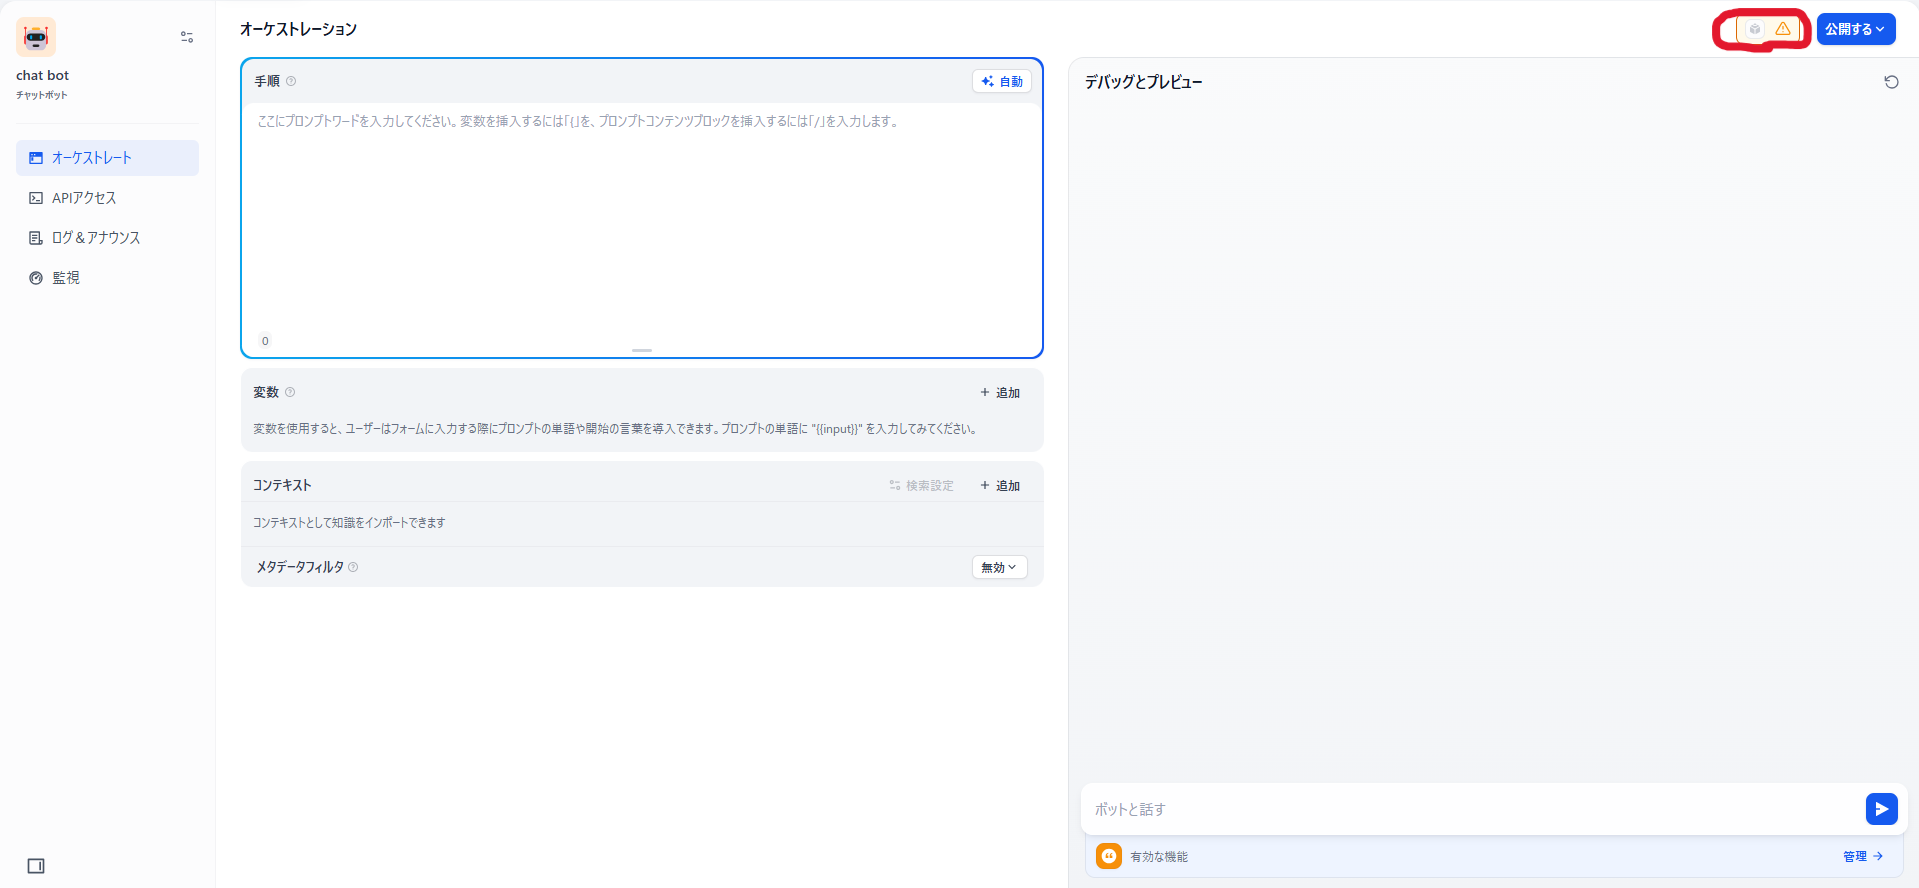 chat bot
チャットボット
オーケストレート
APIアクセス
ログ＆アナウンス
監視
オーケストレーション
公開する
手順
自動
ここにプロンプトワードを入力してください。変数を挿入するには「{」を、プロンプトコンテンツブロックを挿入するには「/」を入力します。
0
変数
+ 追加
変数を使用すると、ユーザーはフォームに入力する際にプロンプトの単語や開始の言葉を導入できます。プロンプトの単語に "{{input}}" を入力してみてください。
コンテキスト
検索設定
+ 追加
コンテキストとして知識をインポートできます
メタデータフィルタ
無効
デバッグとプレビュー
ボットと話す
有効な機能
管理 →